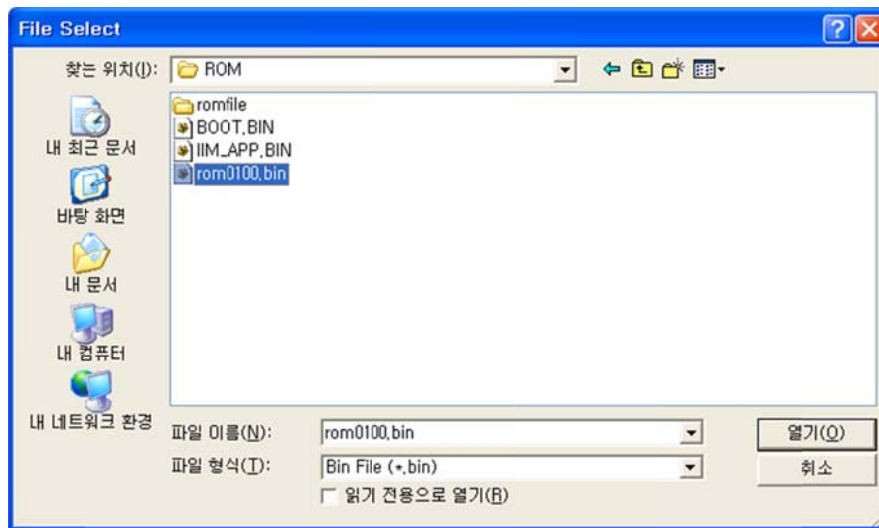 File Select
찾는 위치(I): ROM
romfile
BOOT.BIN
IIM_APP.BIN
rom0100.bin
내 최근 문서
바탕 화면
내 문서
내 컴퓨터
내 네트워크 환경
파일 이름(N): rom0100.bin 열기(O)
파일 형식(T): Bin File (*.bin) 취소
읽기 전용으로 열기(R)